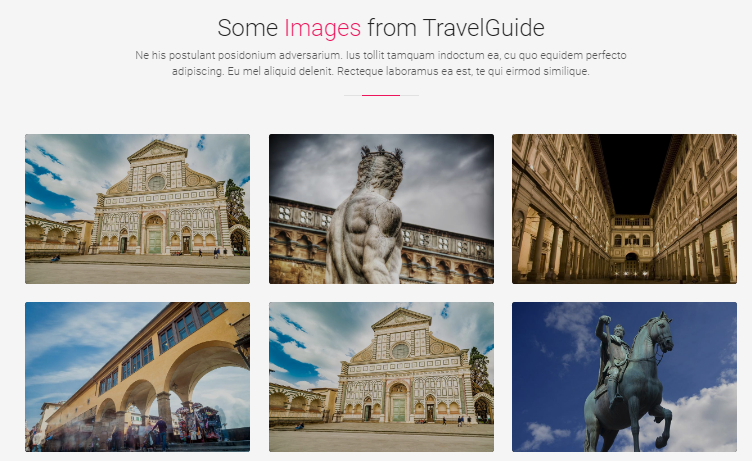 Some Images from TravelGuide
Ne his postulant posidonium adversarium. Ius tollit tamquam indoctum ea, cu quo equidem perfecto
adipiscing. Eu mel aliquid delenit. Recteque laboramus ea est, te qui eirmod similique.